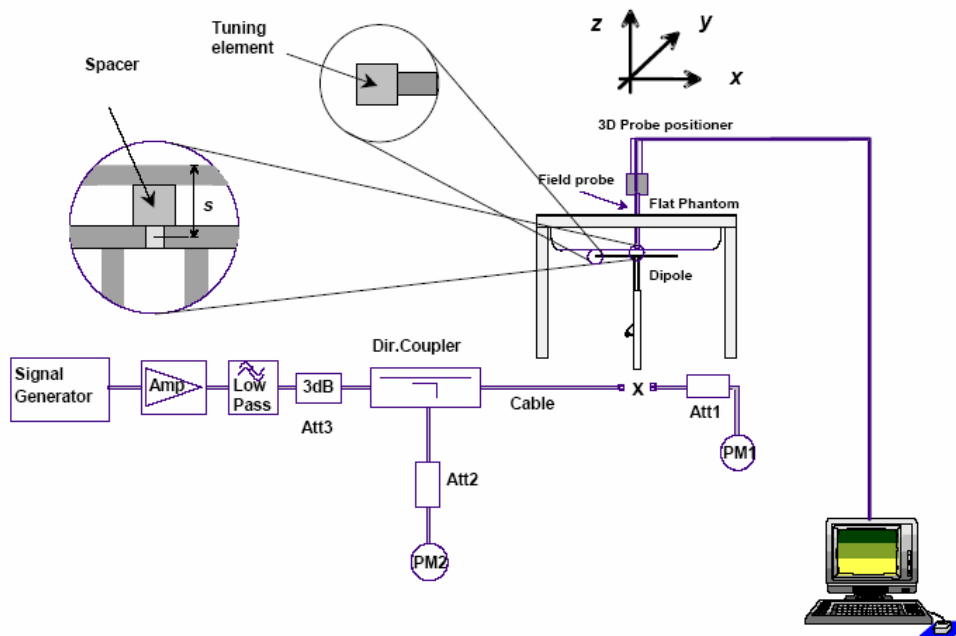 Tuning
element
Spacer
s
z
y
x
3D Probe positioner
Field probe
Flat Phantom
Dipole
Dir.Coupler
Signal
Generator
Amp
Low
Pass
3dB
Att3
Cable
X
Att1
PM1
Att2
PM2